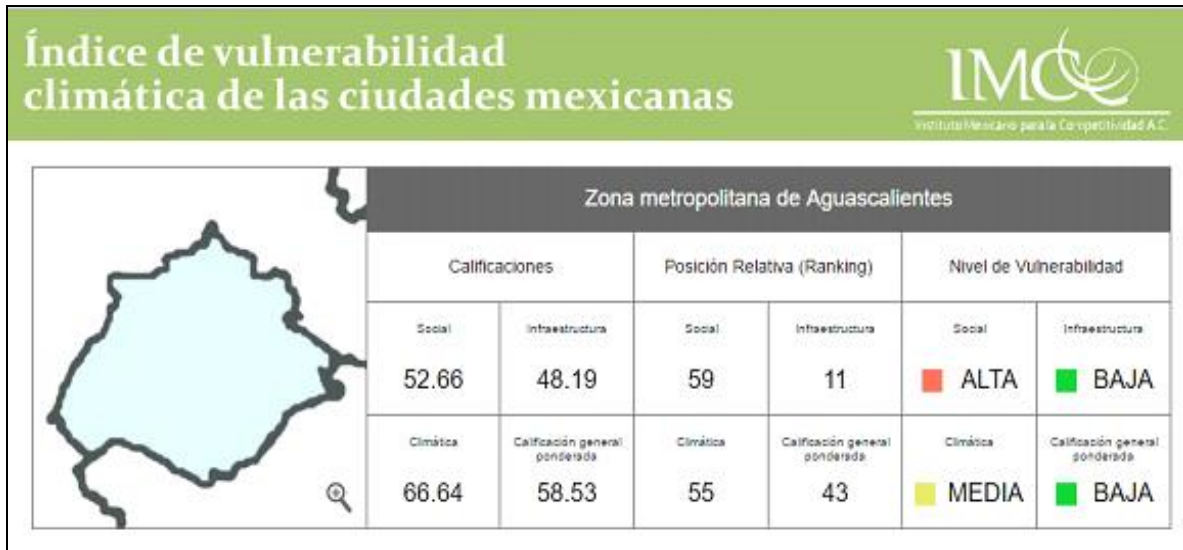 Índice de vulnerabilidad
climática de las ciudades mexicanas
IMCO
Instituto Mexicano para la Competitividad A.C.
Zona metropolitana de Aguascalientes
Calificaciones
Posición Relativa (Ranking)
Nivel de Vulnerabilidad
Social
Infraestructura
Social
Infraestructura
Social
Infraestructura
52.66
48.19
59
11
ALTA
BAJA
Climática
Calificación general
ponderada
Climática
Calificación general
ponderada
Climática
Calificación general
ponderada
66.64
58.53
55
43
MEDIA
BAJA